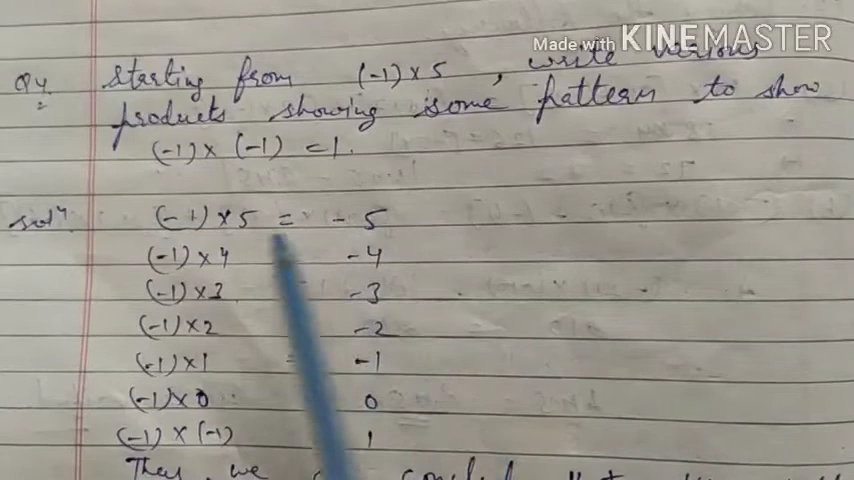 Made with KINEMASTER
Q4. Starting from (-1) × 5, write various
products showing some pattern to show
(-1) × (-1) = 1.
Solⁿ. (-1) × 5 = - 5
(-1) × 4 -4
(-1) × 3 -3
(-1) × 2 -2
(-1) × 1 = -1
(-1) × 0 0
(-1) × (-1) 1
we